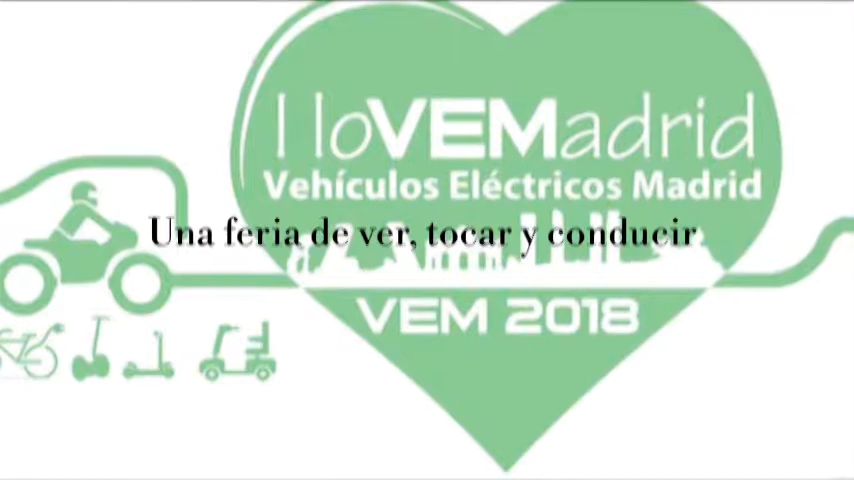 I loVEMadrid
Vehículos Eléctricos Madrid
Una feria de ver, tocar y conducir
VEM 2018